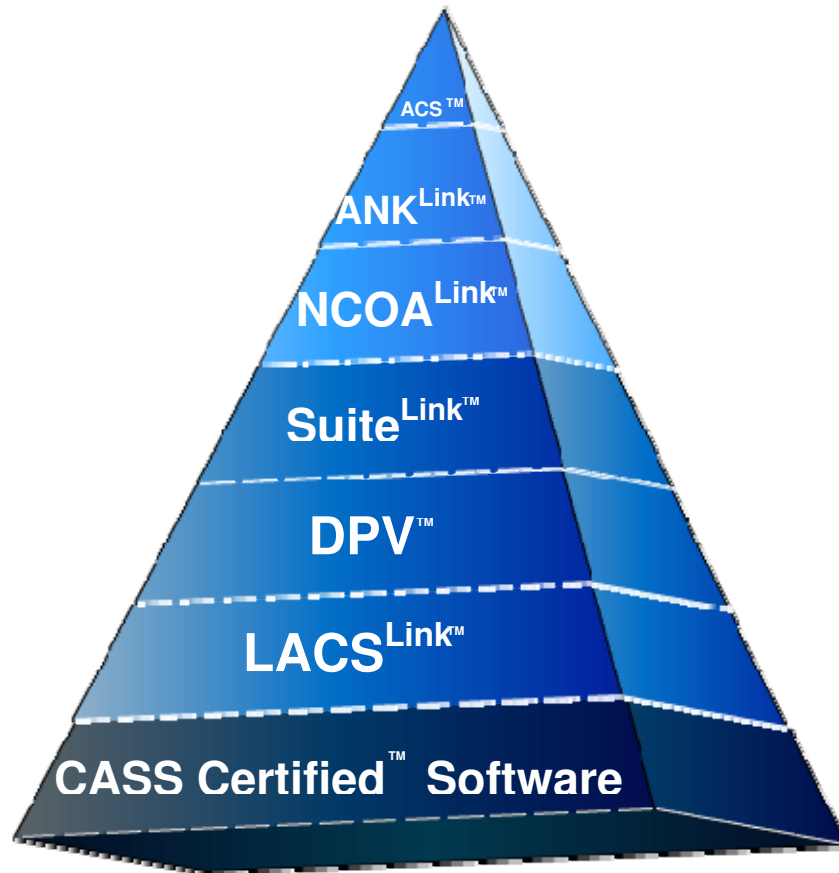 ACS™
ANKLink™
NCOALink™
SuiteLink™
DPV™
LACSLink™
CASS Certified™ Software